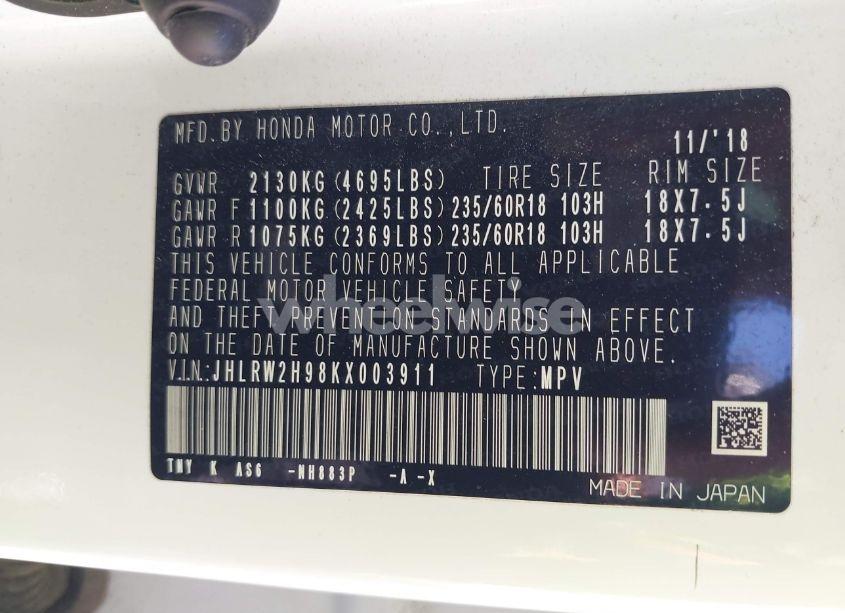 MFD.BY HONDA MOTOR CO.,LTD.
11/'18
GVWR 2130KG(4695LBS) TIRE SIZE RIM SIZE
GAWR F 1100KG(2425LBS) 235/60R18 103H 18X7.5J
GAWR R 1075KG(2369LBS) 235/60R18 103H 18X7.5J
THIS VEHICLE CONFORMS TO ALL APPLICABLE
FEDERAL MOTOR VEHICLE SAFETY
wheelwise
AND THEFT PREVENTION STANDARDS IN EFFECT
ON THE DATE OF MANUFACTURE SHOWN ABOVE.
V.I.N.:JHLRW2H98KX003911 TYPE:MPV
TNY K AS6 -NH883P -A -X
MADE IN JAPAN